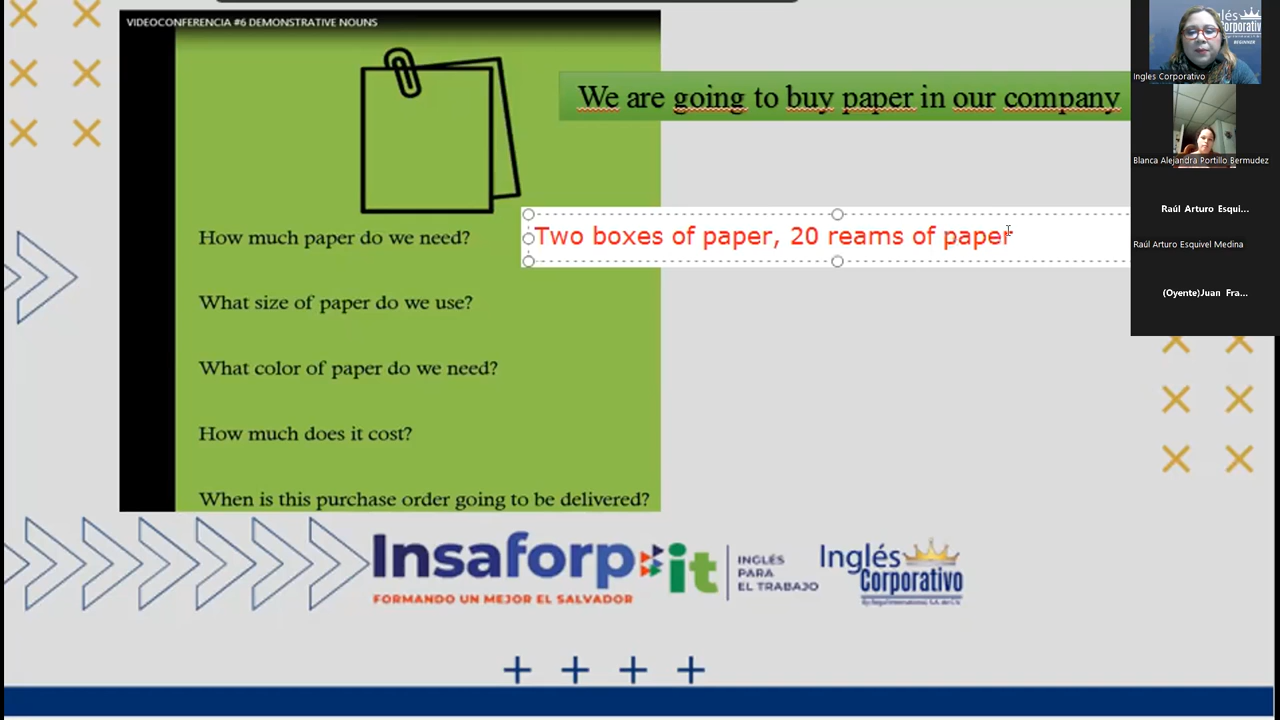 VIDEOCONFERENCIA #6 DEMONSTRATIVE NOUNS
We are going to buy paper in our company
How much paper do we need?
Two boxes of paper, 20 reams of paper
What size of paper do we use?
What color of paper do we need?
How much does it cost?
When is this purchase order going to be delivered?
Insaforp
FORMANDO UN MEJOR EL SALVADOR
it
INGLÉS
PARA
EL TRABAJO
Inglés
Corporativo
Ingles Corporativo
Blanca Alejandra Portillo Bermudez
Raúl Arturo Esqui...
Raúl Arturo Esquivel Medina
(Oyente)Juan Fra...